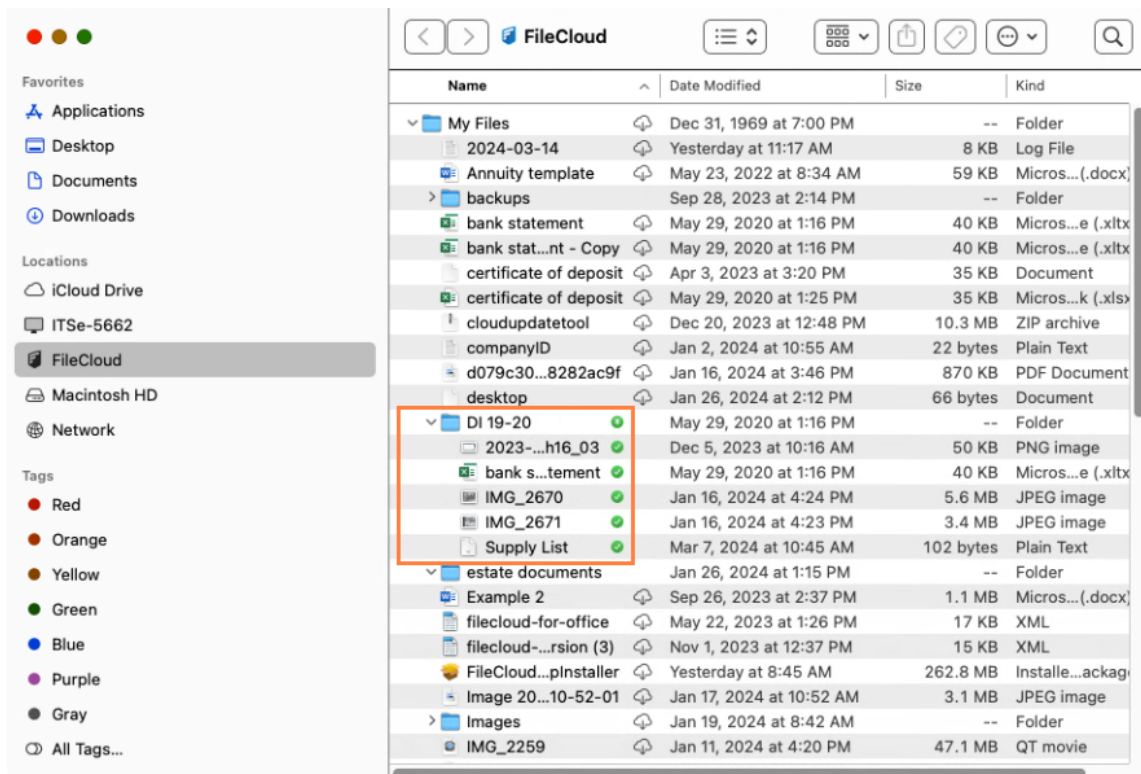 FileCloud
Favorites
Applications
Desktop
Documents
Downloads
Locations
iCloud Drive
ITSe-5662
FileCloud
Macintosh HD
Network
Tags
Red
Orange
Yellow
Green
Blue
Purple
Gray
All Tags...
Name Date Modified Size Kind
My Files Dec 31, 1969 at 7:00 PM -- Folder
2024-03-14 Yesterday at 11:17 AM 8 KB Log File
Annuity template May 23, 2022 at 8:34 AM 59 KB Micros...(.docx)
backups Sep 28, 2023 at 2:14 PM -- Folder
bank statement May 29, 2020 at 1:16 PM 40 KB Micros...e (.xltx
bank stat...nt - Copy May 29, 2020 at 1:16 PM 40 KB Micros...e (.xltx
certificate of deposit Apr 3, 2023 at 3:20 PM 35 KB Document
certificate of deposit May 29, 2020 at 1:25 PM 35 KB Micros...k (.xlsx
cloudupdatetool Dec 20, 2023 at 12:48 PM 10.3 MB ZIP archive
companyID Jan 2, 2024 at 10:55 AM 22 bytes Plain Text
d079c30...8282ac9f Jan 16, 2024 at 3:46 PM 870 KB PDF Document
desktop Jan 26, 2024 at 2:12 PM 66 bytes Document
DI 19-20 May 29, 2020 at 1:16 PM -- Folder
2023-...h16_03 Dec 5, 2023 at 10:16 AM 50 KB PNG image
bank s...tement May 29, 2020 at 1:16 PM 40 KB Micros...e (.xltx
IMG_2670 Jan 16, 2024 at 4:24 PM 5.6 MB JPEG image
IMG_2671 Jan 16, 2024 at 4:23 PM 3.4 MB JPEG image
Supply List Mar 7, 2024 at 10:45 AM 102 bytes Plain Text
estate documents Jan 26, 2024 at 1:15 PM -- Folder
Example 2 Sep 26, 2023 at 2:37 PM 1.1 MB Micros...(.docx)
filecloud-for-office May 22, 2023 at 1:26 PM 17 KB XML
filecloud-...rsion (3) Nov 1, 2023 at 12:37 PM 15 KB XML
FileCloud...pInstaller Yesterday at 8:45 AM 262.8 MB Installe...ackag
Image 20...10-52-01 Jan 17, 2024 at 10:52 AM 3.1 MB JPEG image
Images Jan 19, 2024 at 8:42 AM -- Folder
IMG_2259 Jan 11, 2024 at 4:20 PM 47.1 MB QT movie